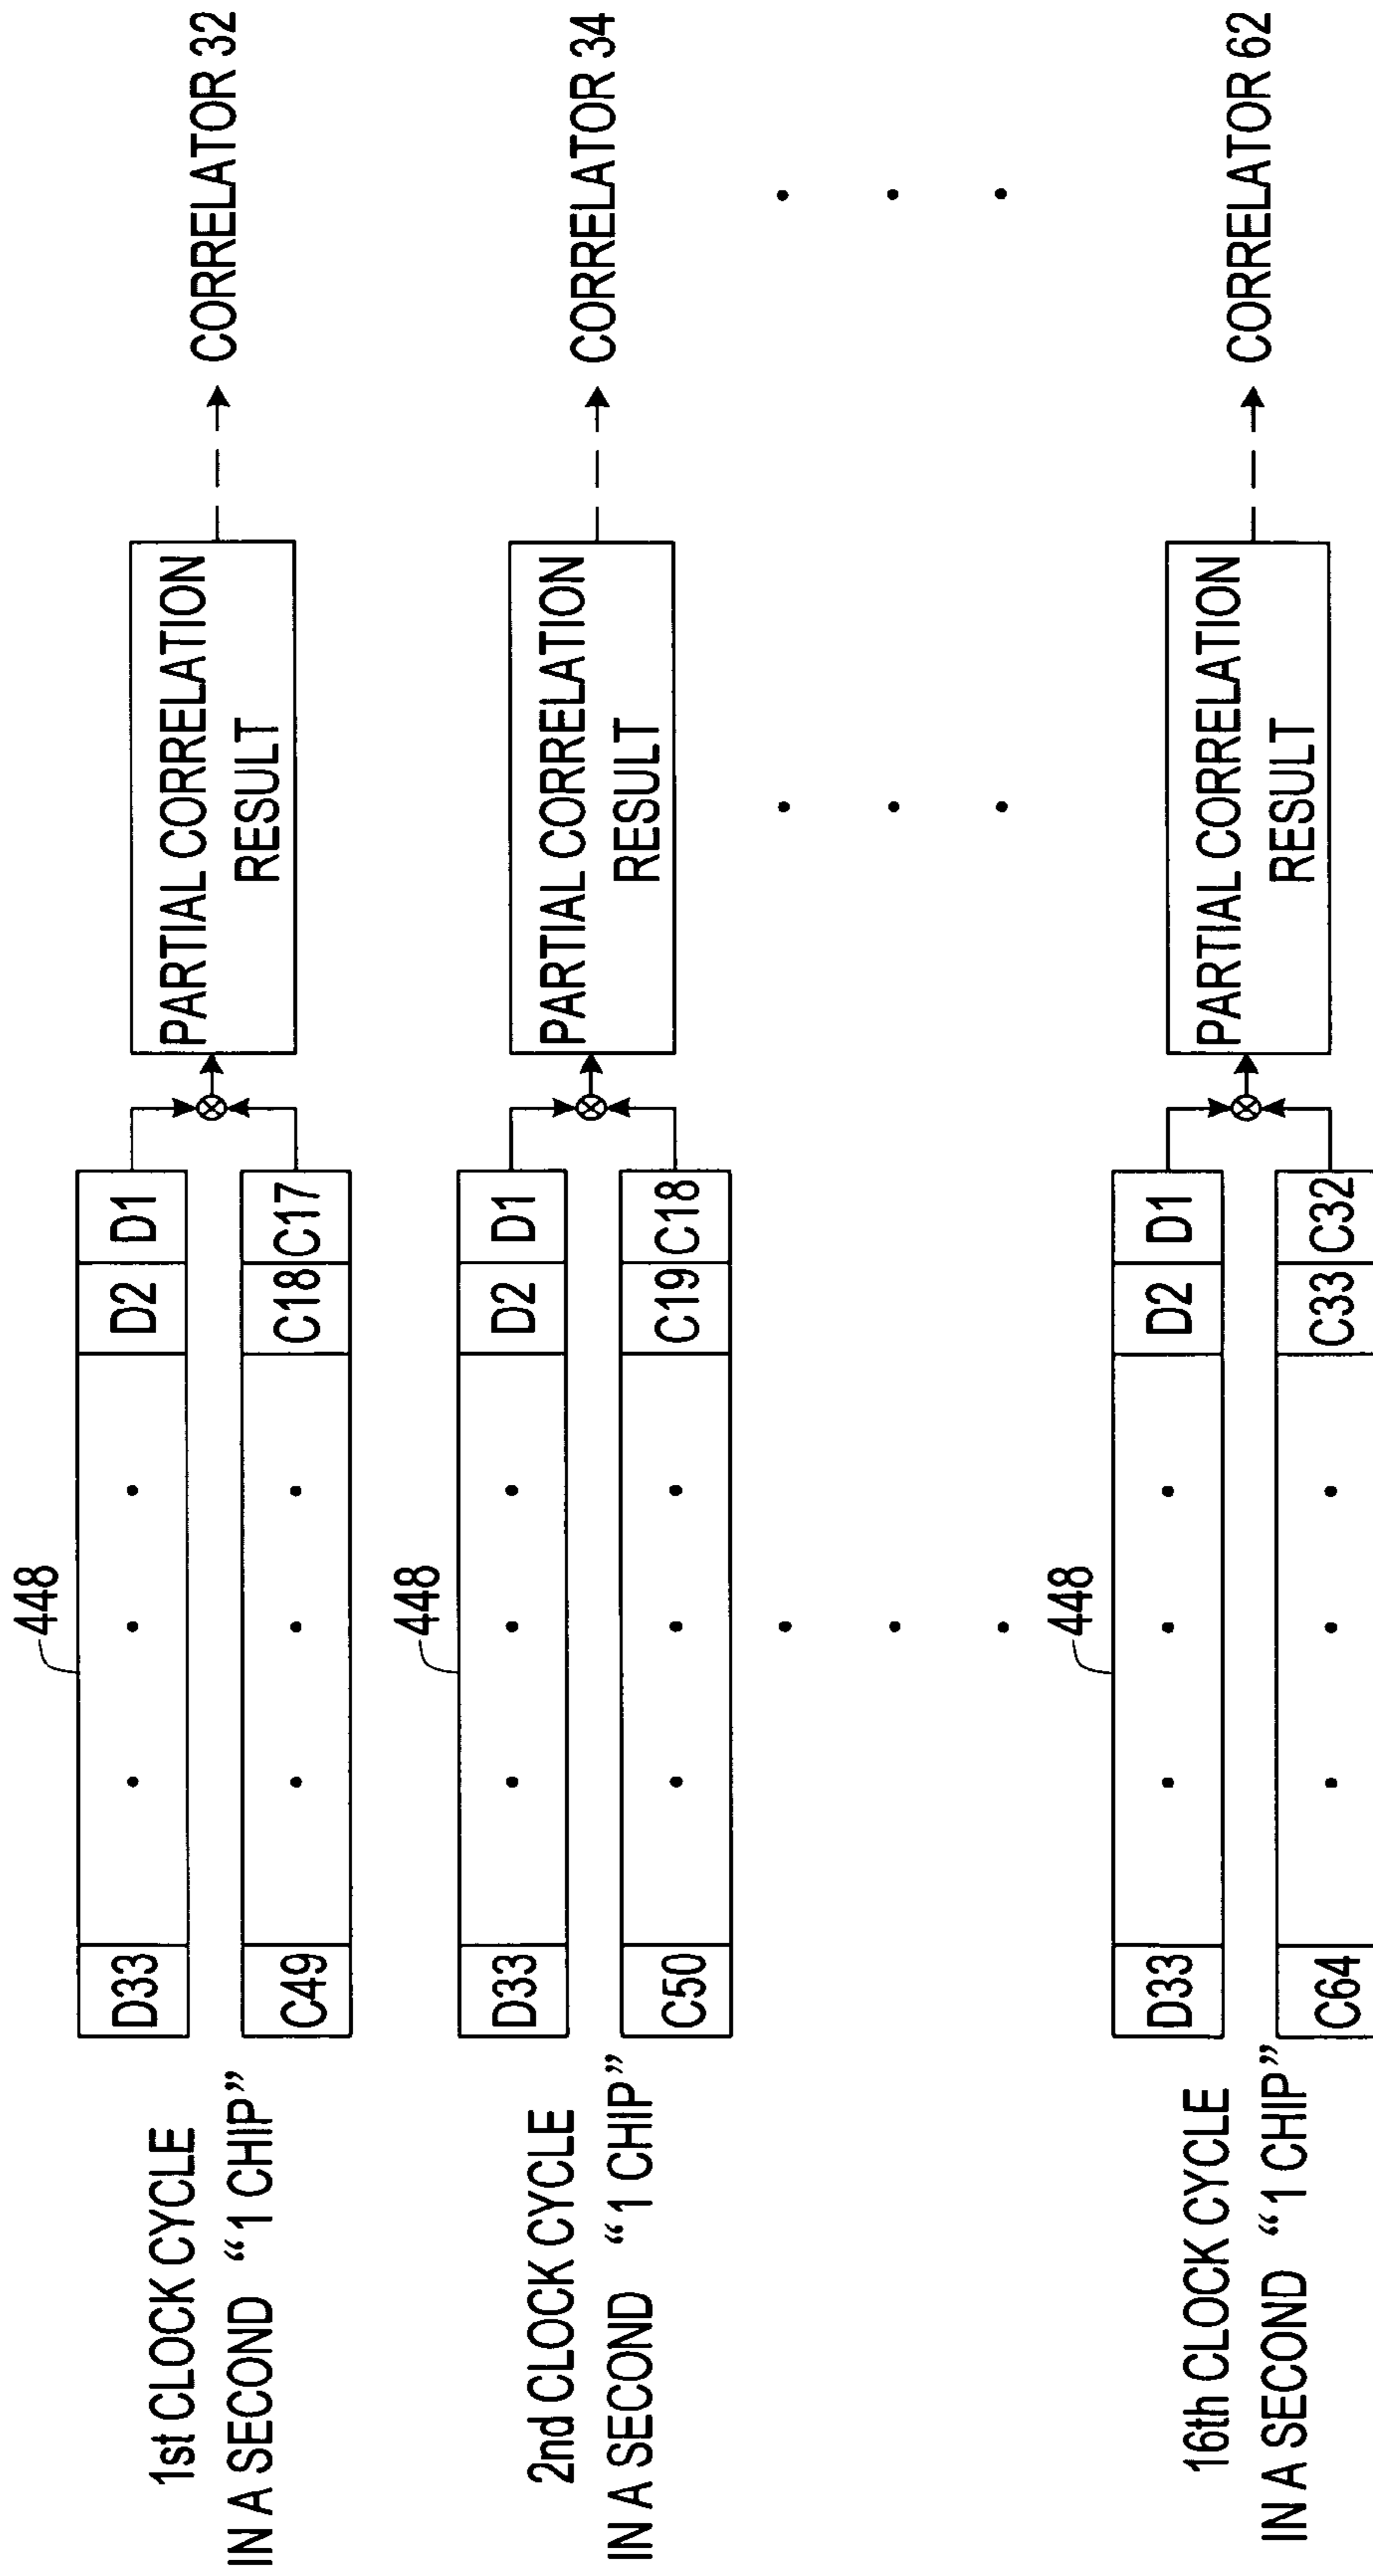 1st CLOCK CYCLE
IN A SECOND “1 CHIP”
448
D33
D2
D1
C49
C18
C17
PARTIAL CORRELATION
RESULT
CORRELATOR 32
2nd CLOCK CYCLE
IN A SECOND “1 CHIP”
448
D33
D2
D1
C50
C19
C18
PARTIAL CORRELATION
RESULT
CORRELATOR 34
16th CLOCK CYCLE
IN A SECOND “1 CHIP”
448
D33
D2
D1
C64
C33
C32
PARTIAL CORRELATION
RESULT
CORRELATOR 62